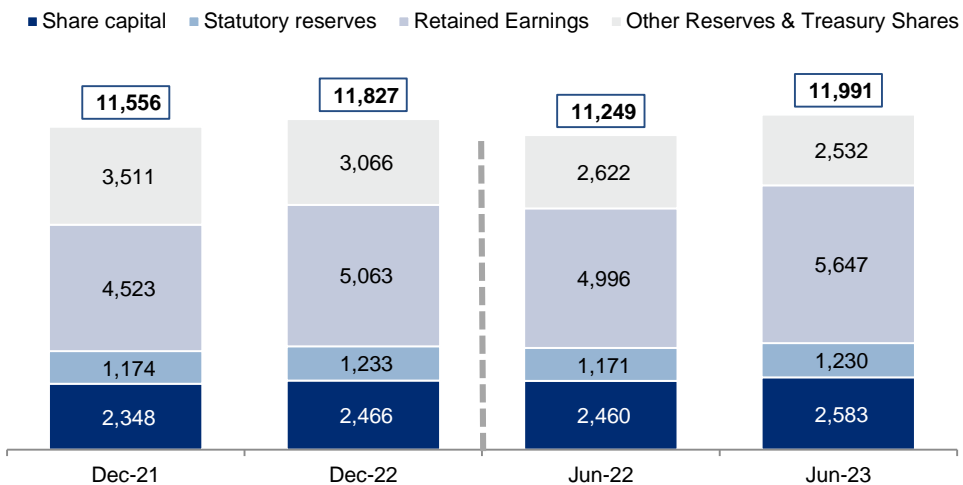 Share capital Statutory reserves Retained Earnings Other Reserves & Treasury Shares
11,556 11,827 11,249 11,991
3,511 3,066 2,622 2,532
4,523 5,063 4,996 5,647
1,174 1,233 1,171 1,230
2,348 2,466 2,460 2,583
Dec-21 Dec-22 Jun-22 Jun-23